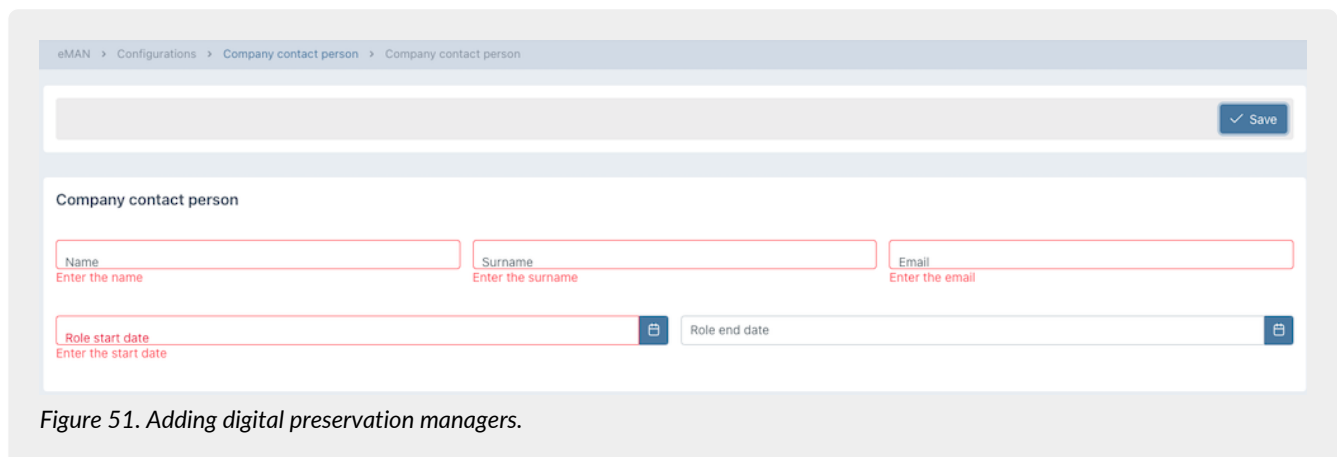 eMAN > Configurations > Company contact person > Company contact person
Save
Company contact person
Name Surname Email
Enter the name Enter the surname Enter the email
Role start date Role end date
Enter the start date
Figure 51. Adding digital preservation managers.